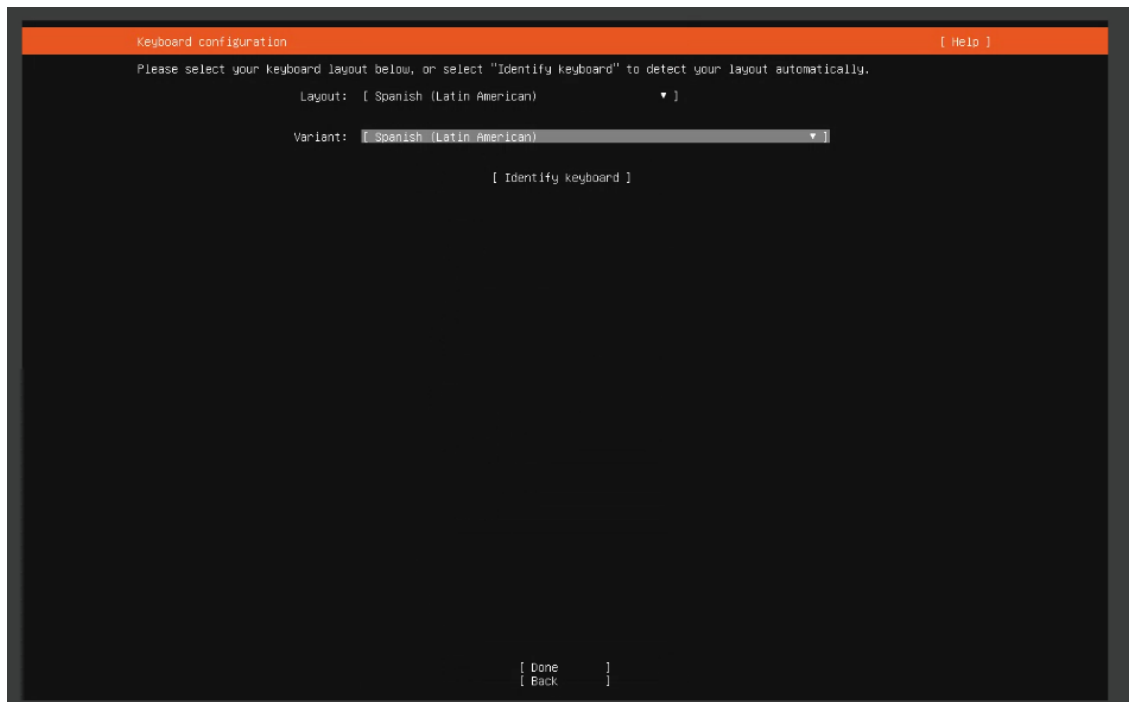 Keyboard configuration [ Help ]
Please select your keyboard layout below, or select "Identify keyboard" to detect your layout automatically.
Layout: [ Spanish (Latin American) ▾ ]
Variant: [ Spanish (Latin American) ▾ ]
[ Identify keyboard ]
[ Done ]
[ Back ]